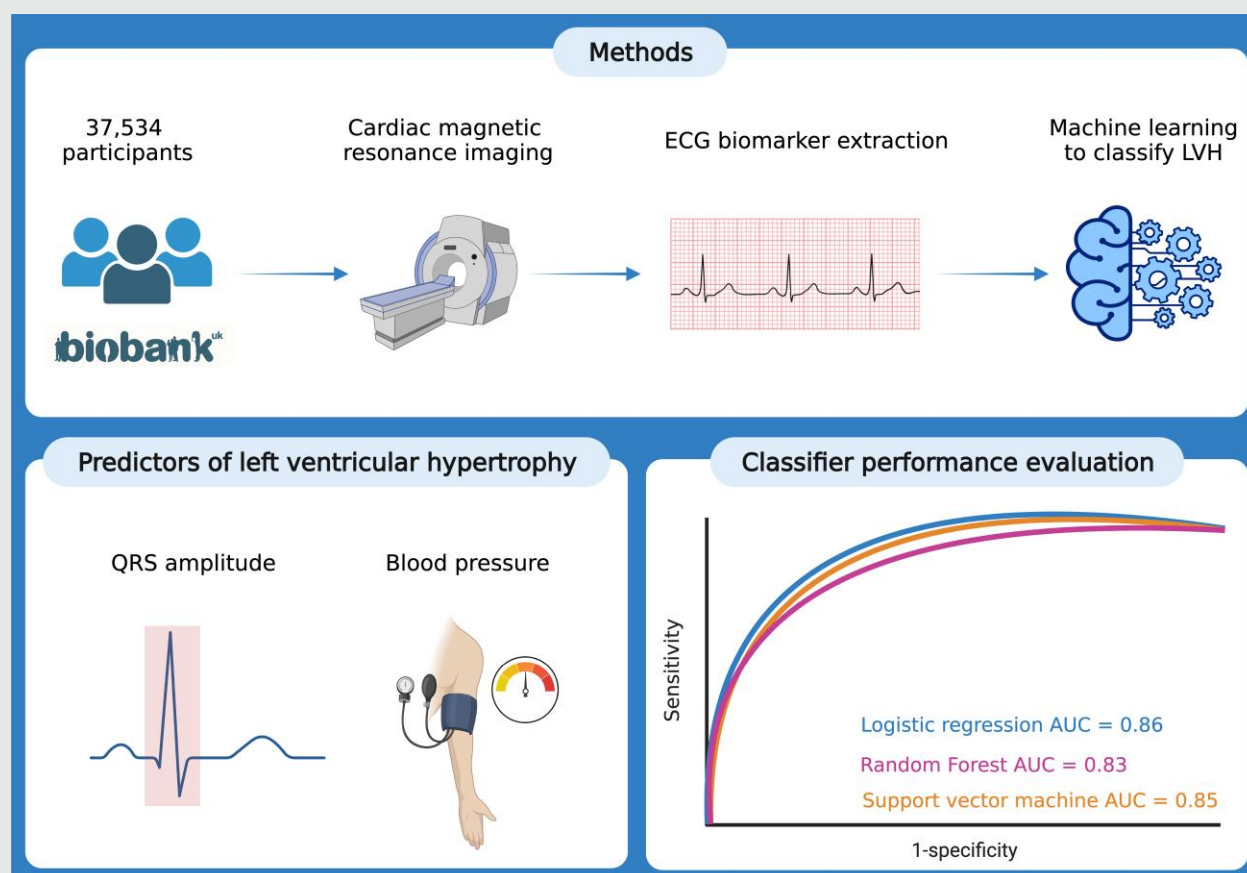 Methods
37,534
participants
Cardiac magnetic
resonance imaging
ECG biomarker extraction
Machine learning
to classify LVH
biobank uk
Predictors of left ventricular hypertrophy
QRS amplitude
Blood pressure
Classifier performance evaluation
Sensitivity
Logistic regression AUC = 0.86
Random Forest AUC = 0.83
Support vector machine AUC = 0.85
1-specificity